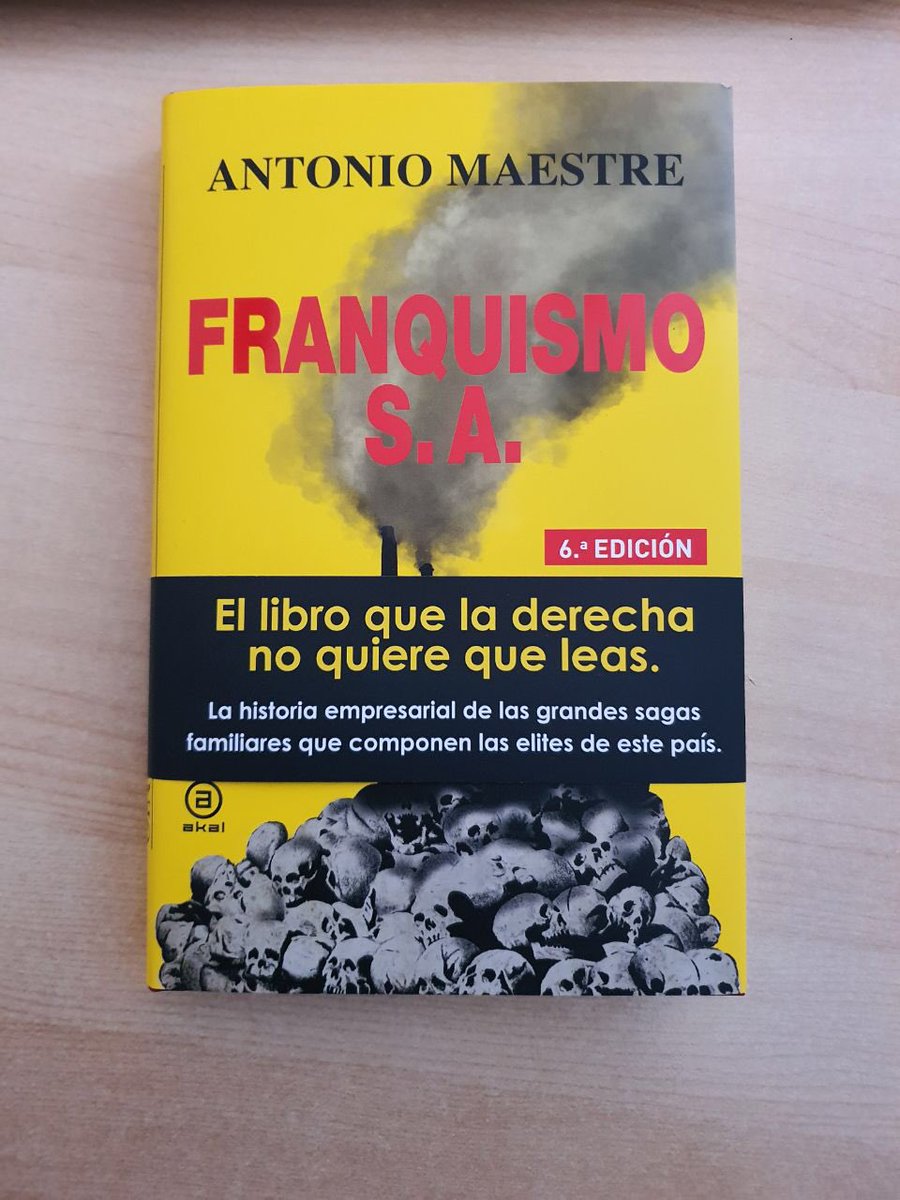 ANTONIO MAESTRE
FRANQUISMO
S. A.
6.ª EDICIÓN
El libro que la derecha
no quiere que leas.
La historia empresarial de las grandes sagas
familiares que componen las elites de este país.
a
akal